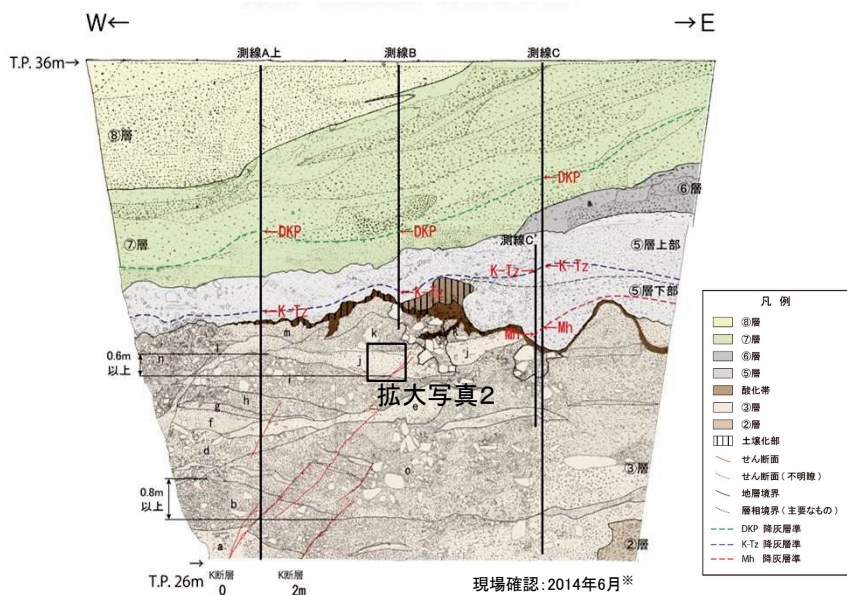 W←
→E
測線A上
測線B
測線C
T.P. 36m→
⑧層
←DKP
←DKP
←DKP
⑥層
⑦層
測線C'
⑤層上部
K-Tz→
←K-Tz
←K-Tz
←K-Tz
⑤層下部
Mh→
←Mh
m
k
l
n
j
j
0.6m
以上
拡大写真2
i
h
g
e
f
d
c
③層
0.8m
以上
b
a
②層
T.P. 26m→
K断層
0
K断層
2m
現場確認:2014年6月※
凡 例
⑧層
⑦層
⑥層
⑤層
酸化帯
③層
②層
土壌化部
せん断面
せん断面(不明瞭)
地層境界
層相境界(主要なもの)
DKP 降灰層準
K-Tz 降灰層準
Mh 降灰層準